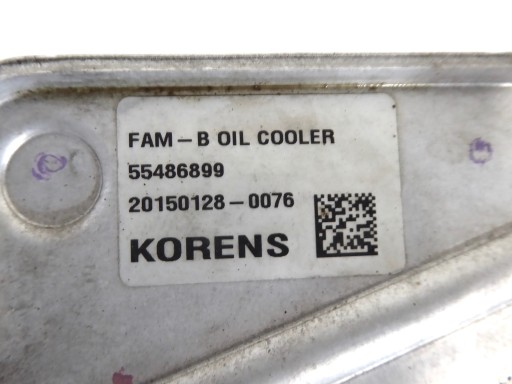 FAM-B OIL COOLER
55486899
20150128-0076
KORENS